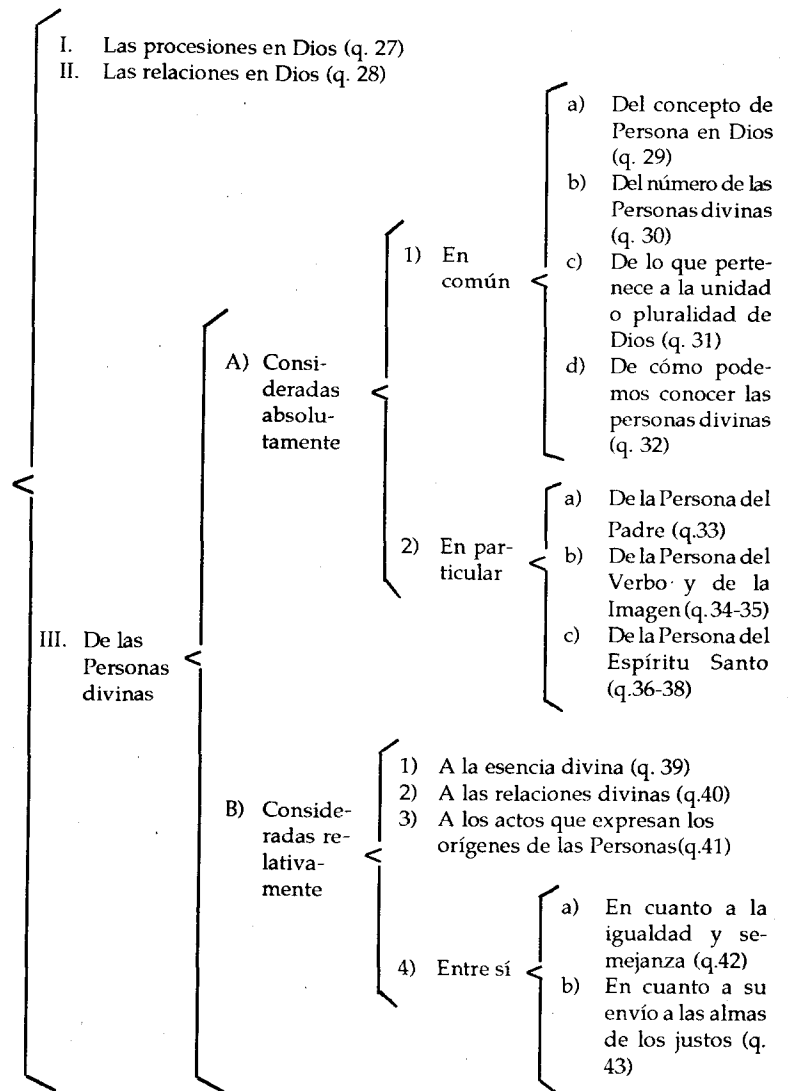 I. Las procesiones en Dios (q. 27)
II. Las relaciones en Dios (q. 28)
III. De las
Personas
divinas
A) Consi-
deradas
absolu-
tamente
1) En
común
a) Del concepto de
Persona en Dios
(q. 29)
b) Del número de las
Personas divinas
(q. 30)
c) De lo que perte-
nece a la unidad
o pluralidad de
Dios (q. 31)
d) De cómo pode-
mos conocer las
personas divinas
(q. 32)
2) En par-
ticular
a) De la Persona del
Padre (q.33)
b) De la Persona del
Verbo y de la
Imagen (q.34-35)
c) De la Persona del
Espíritu Santo
(q.36-38)
B) Conside-
radas re-
lativa-
mente
1) A la esencia divina (q. 39)
2) A las relaciones divinas (q.40)
3) A los actos que expresan los
orígenes de las Personas(q.41)
4) Entre sí
a) En cuanto a la
igualdad y se-
mejanza (q.42)
b) En cuanto a su
envío a las almas
de los justos (q.
43)